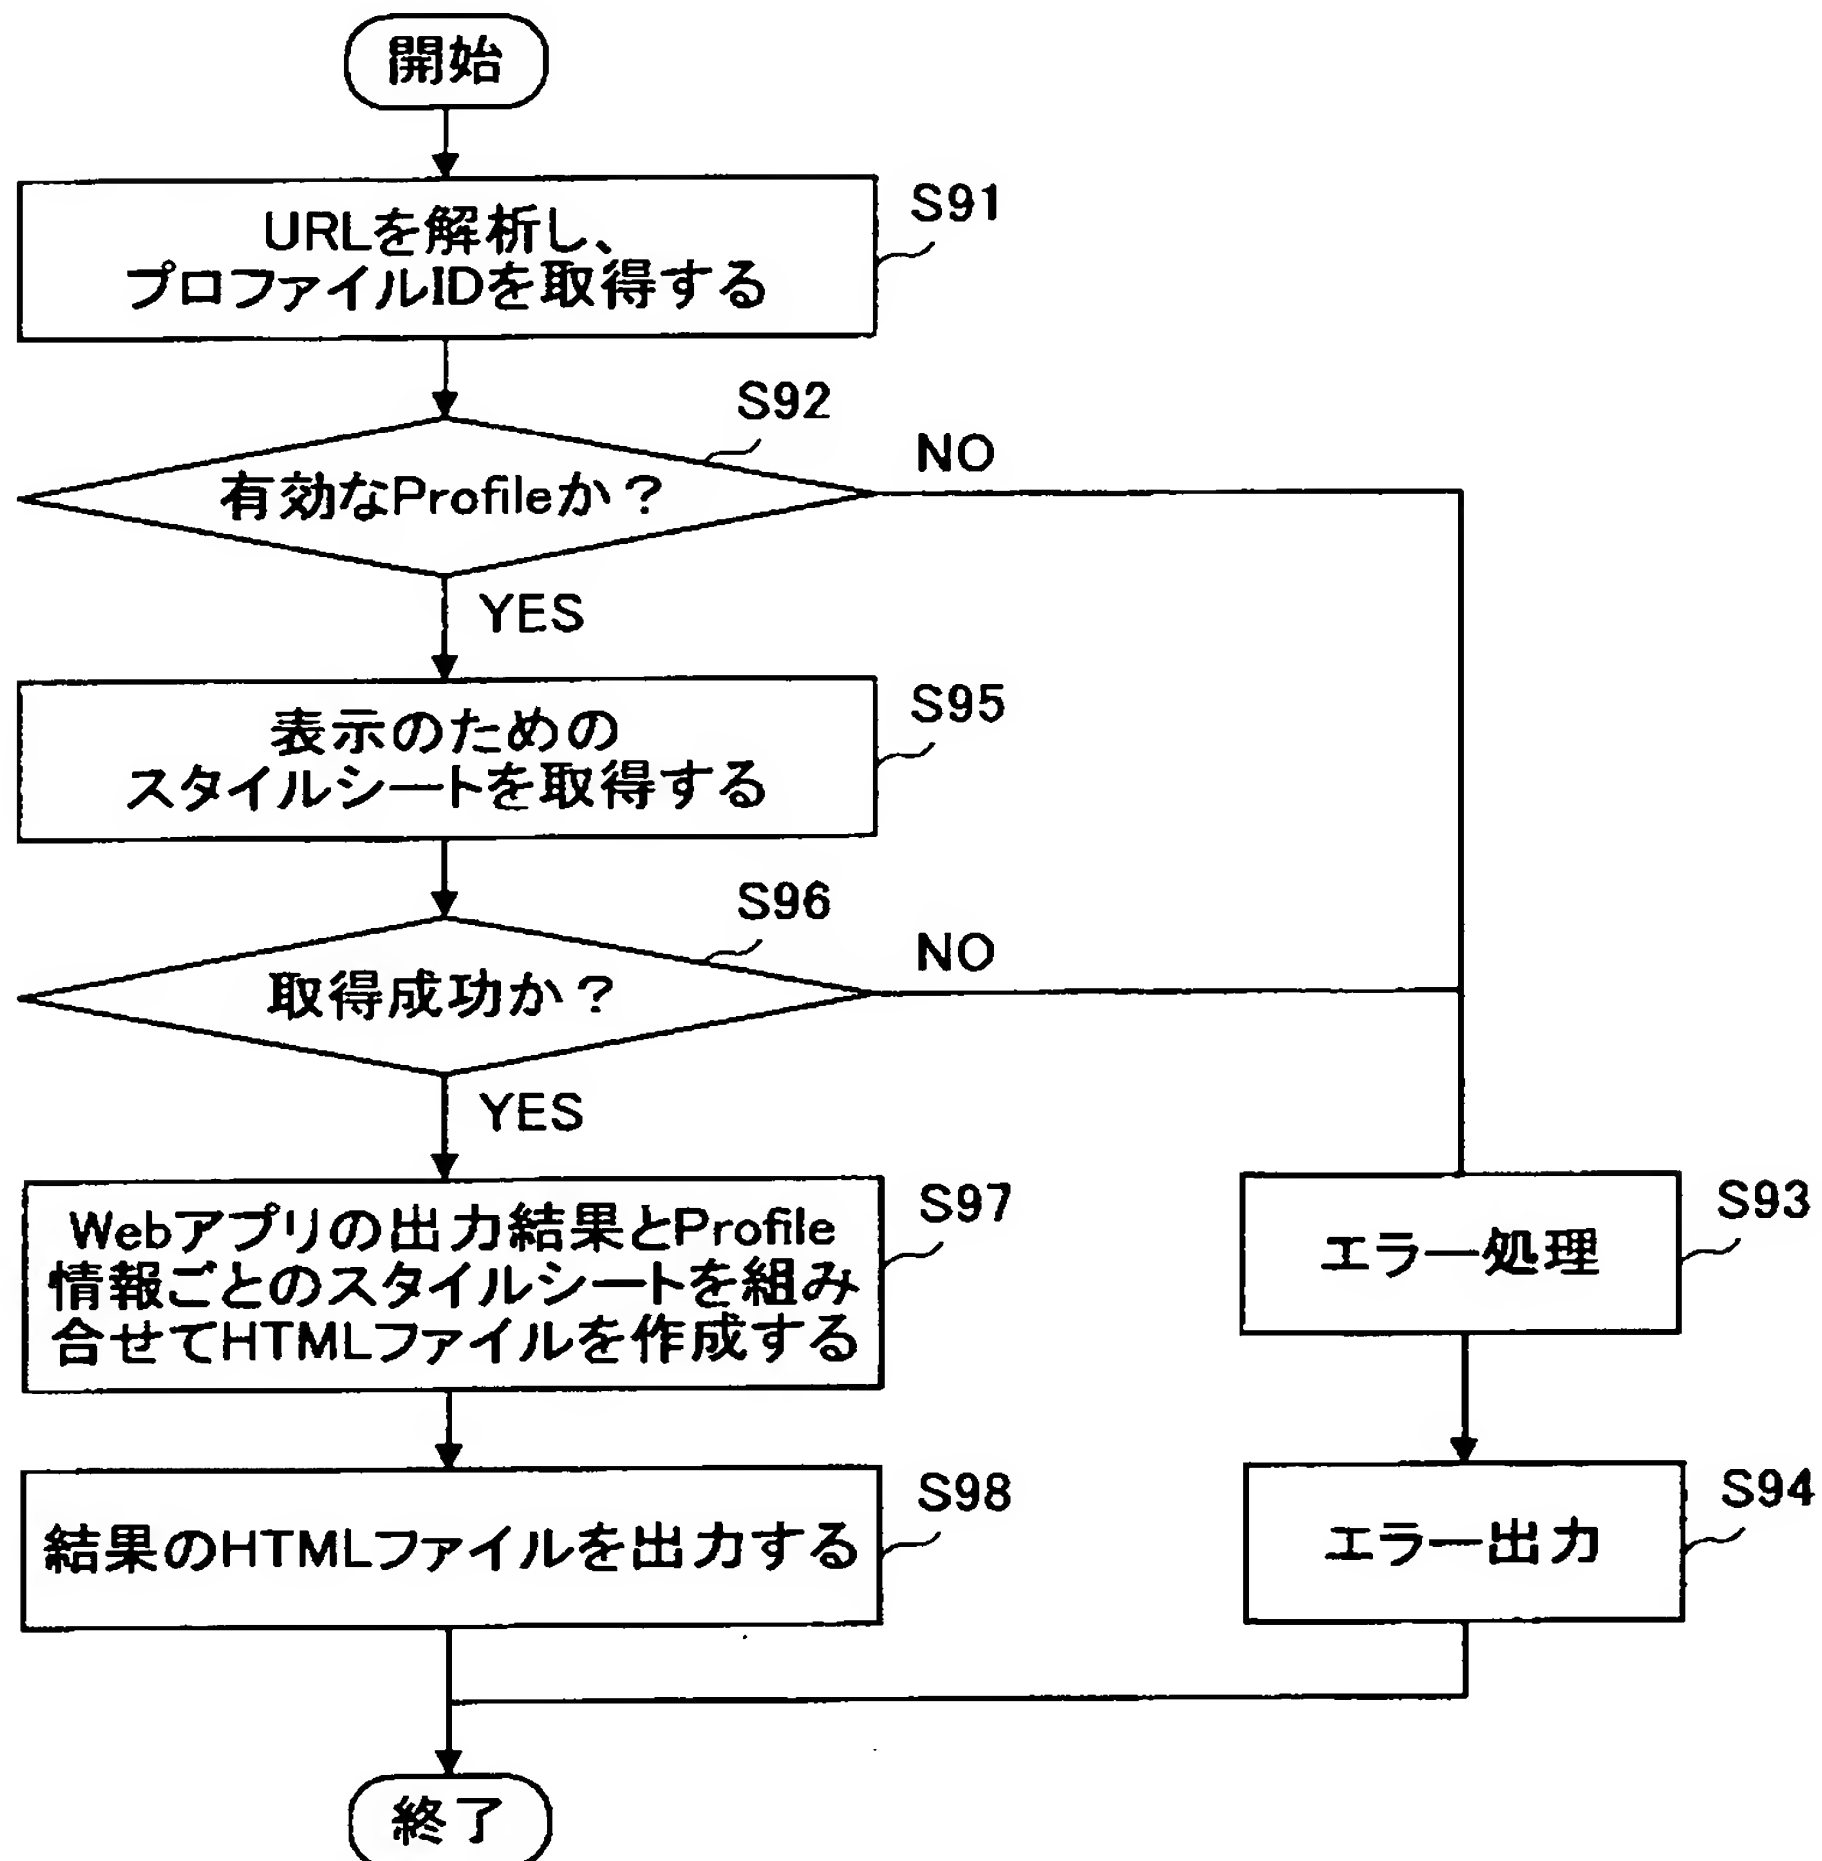 開始
S91
URLを解析し、
プロファイルIDを取得する
S92
有効なProfileか？
NO
YES
S95
表示のための
スタイルシートを取得する
S96
取得成功か？
NO
YES
S97
Webアプリの出力結果とProfile
情報ごとのスタイルシートを組み
合せてHTMLファイルを作成する
S93
エラー処理
S98
結果のHTMLファイルを出力する
S94
エラー出力
終了